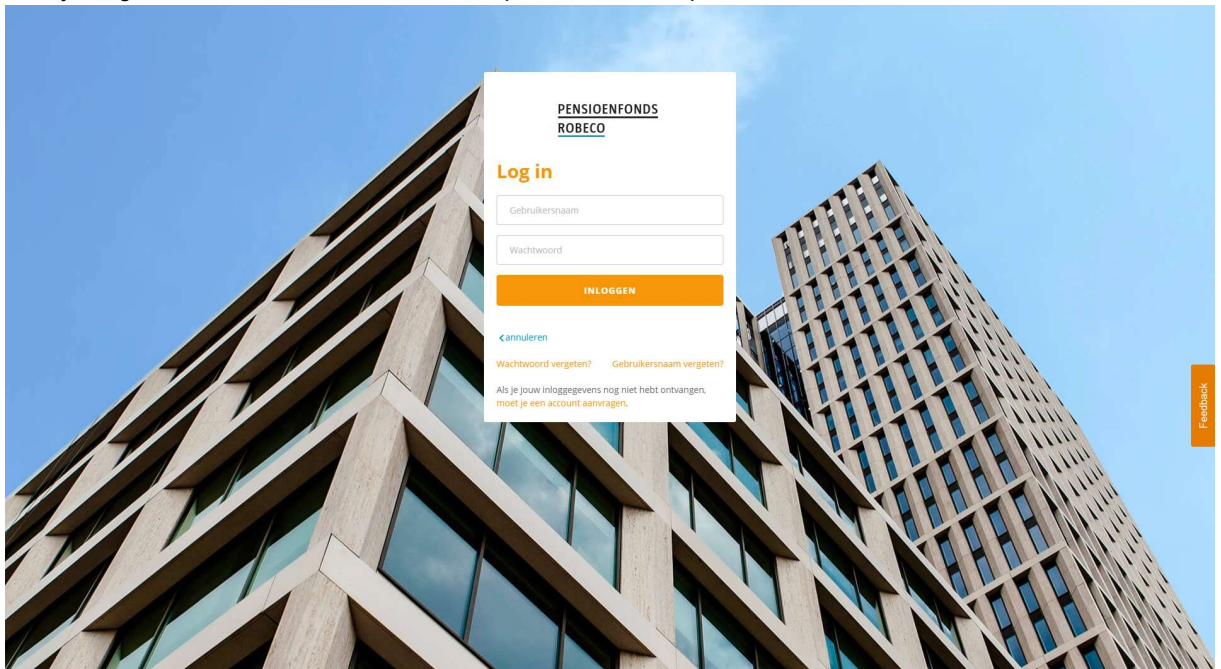 PENSIOENFONDS
ROBECO
Log in
Gebruikersnaam
Wachtwoord
INLOGGEN
annuleren
Wachtwoord vergeten? Gebruikersnaam vergeten?
Als je jouw inloggegevens nog niet hebt ontvangen,
moet je een account aanvragen.
Feedback